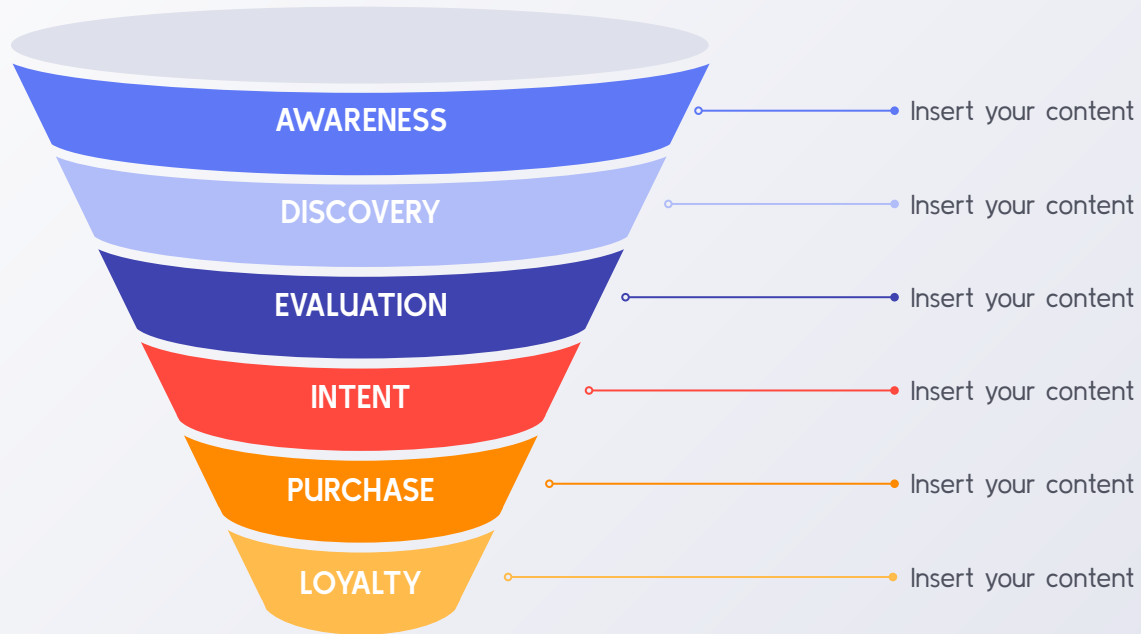 AWARENESS
Insert your content
DISCOVERY
Insert your content
EVALUATION
Insert your content
INTENT
Insert your content
PURCHASE
Insert your content
LOYALTY
Insert your content